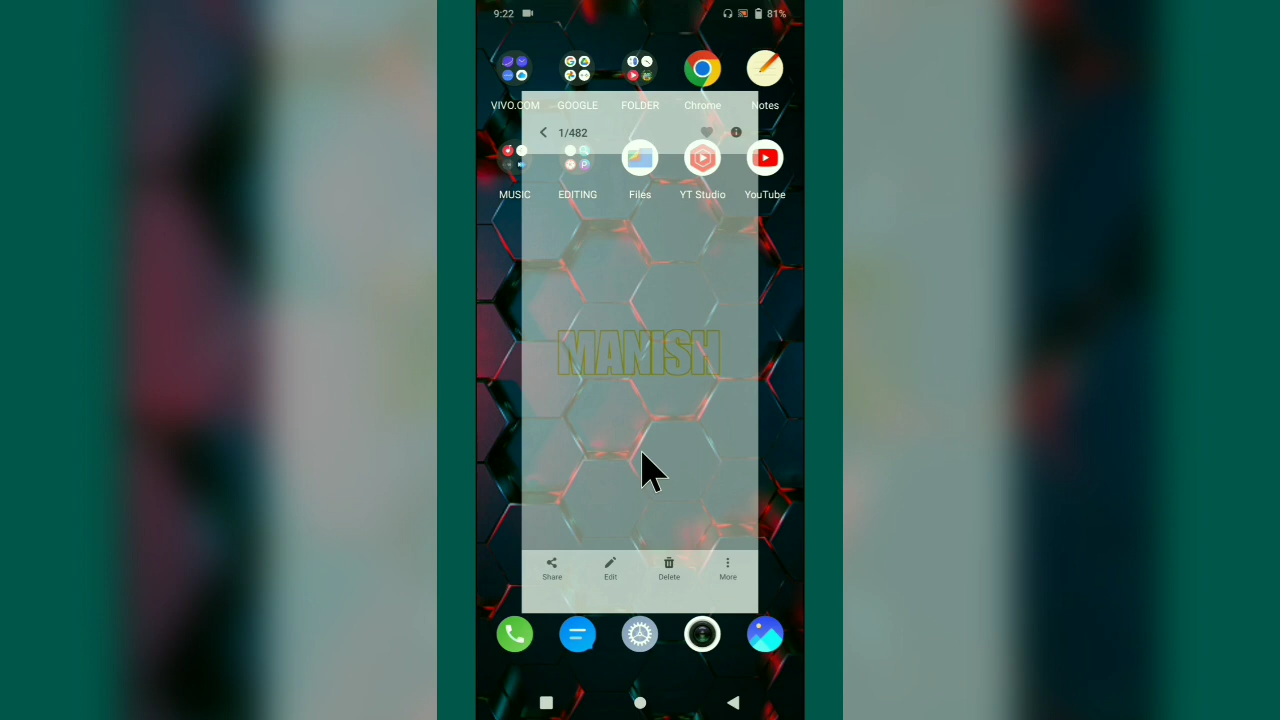 9:22 81%
VIVO.COM GOOGLE FOLDER Chrome Notes
1/482
MUSIC EDITING Files YT Studio YouTube
MANISH
Share Edit Delete More